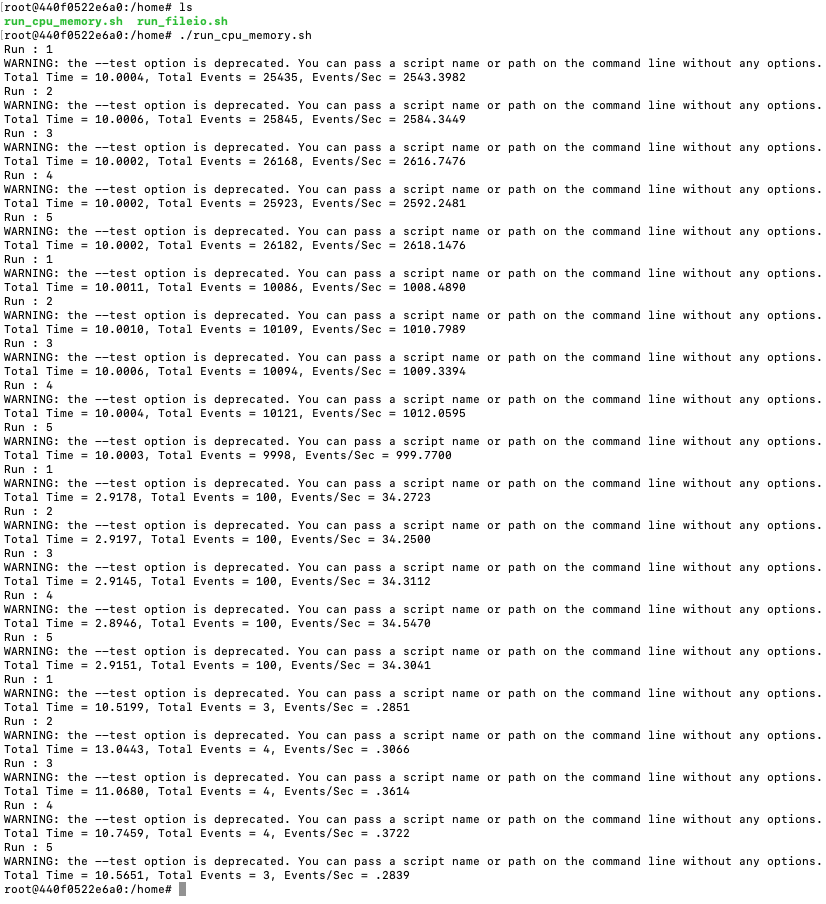 root@440f0522e6a0:/home# ls
run_cpu_memory.sh  run_fileio.sh
root@440f0522e6a0:/home# ./run_cpu_memory.sh
Run : 1
WARNING: the --test option is deprecated. You can pass a script name or path on the command line without any options.
Total Time = 10.0004, Total Events = 25435, Events/Sec = 2543.3982
Run : 2
WARNING: the --test option is deprecated. You can pass a script name or path on the command line without any options.
Total Time = 10.0006, Total Events = 25845, Events/Sec = 2584.3449
Run : 3
WARNING: the --test option is deprecated. You can pass a script name or path on the command line without any options.
Total Time = 10.0002, Total Events = 26168, Events/Sec = 2616.7476
Run : 4
WARNING: the --test option is deprecated. You can pass a script name or path on the command line without any options.
Total Time = 10.0002, Total Events = 25923, Events/Sec = 2592.2481
Run : 5
WARNING: the --test option is deprecated. You can pass a script name or path on the command line without any options.
Total Time = 10.0002, Total Events = 26182, Events/Sec = 2618.1476
Run : 1
WARNING: the --test option is deprecated. You can pass a script name or path on the command line without any options.
Total Time = 10.0011, Total Events = 10086, Events/Sec = 1008.4890
Run : 2
WARNING: the --test option is deprecated. You can pass a script name or path on the command line without any options.
Total Time = 10.0010, Total Events = 10109, Events/Sec = 1010.7989
Run : 3
WARNING: the --test option is deprecated. You can pass a script name or path on the command line without any options.
Total Time = 10.0006, Total Events = 10094, Events/Sec = 1009.3394
Run : 4
WARNING: the --test option is deprecated. You can pass a script name or path on the command line without any options.
Total Time = 10.0004, Total Events = 10121, Events/Sec = 1012.0595
Run : 5
WARNING: the --test option is deprecated. You can pass a script name or path on the command line without any options.
Total Time = 10.0003, Total Events = 9998, Events/Sec = 999.7700
Run : 1
WARNING: the --test option is deprecated. You can pass a script name or path on the command line without any options.
Total Time = 2.9178, Total Events = 100, Events/Sec = 34.2723
Run : 2
WARNING: the --test option is deprecated. You can pass a script name or path on the command line without any options.
Total Time = 2.9197, Total Events = 100, Events/Sec = 34.2500
Run : 3
WARNING: the --test option is deprecated. You can pass a script name or path on the command line without any options.
Total Time = 2.9145, Total Events = 100, Events/Sec = 34.3112
Run : 4
WARNING: the --test option is deprecated. You can pass a script name or path on the command line without any options.
Total Time = 2.8946, Total Events = 100, Events/Sec = 34.5470
Run : 5
WARNING: the --test option is deprecated. You can pass a script name or path on the command line without any options.
Total Time = 2.9151, Total Events = 100, Events/Sec = 34.3041
Run : 1
WARNING: the --test option is deprecated. You can pass a script name or path on the command line without any options.
Total Time = 10.5199, Total Events = 3, Events/Sec = .2851
Run : 2
WARNING: the --test option is deprecated. You can pass a script name or path on the command line without any options.
Total Time = 13.0443, Total Events = 4, Events/Sec = .3066
Run : 3
WARNING: the --test option is deprecated. You can pass a script name or path on the command line without any options.
Total Time = 11.0680, Total Events = 4, Events/Sec = .3614
Run : 4
WARNING: the --test option is deprecated. You can pass a script name or path on the command line without any options.
Total Time = 10.7459, Total Events = 4, Events/Sec = .3722
Run : 5
WARNING: the --test option is deprecated. You can pass a script name or path on the command line without any options.
Total Time = 10.5651, Total Events = 3, Events/Sec = .2839
root@440f0522e6a0:/home#